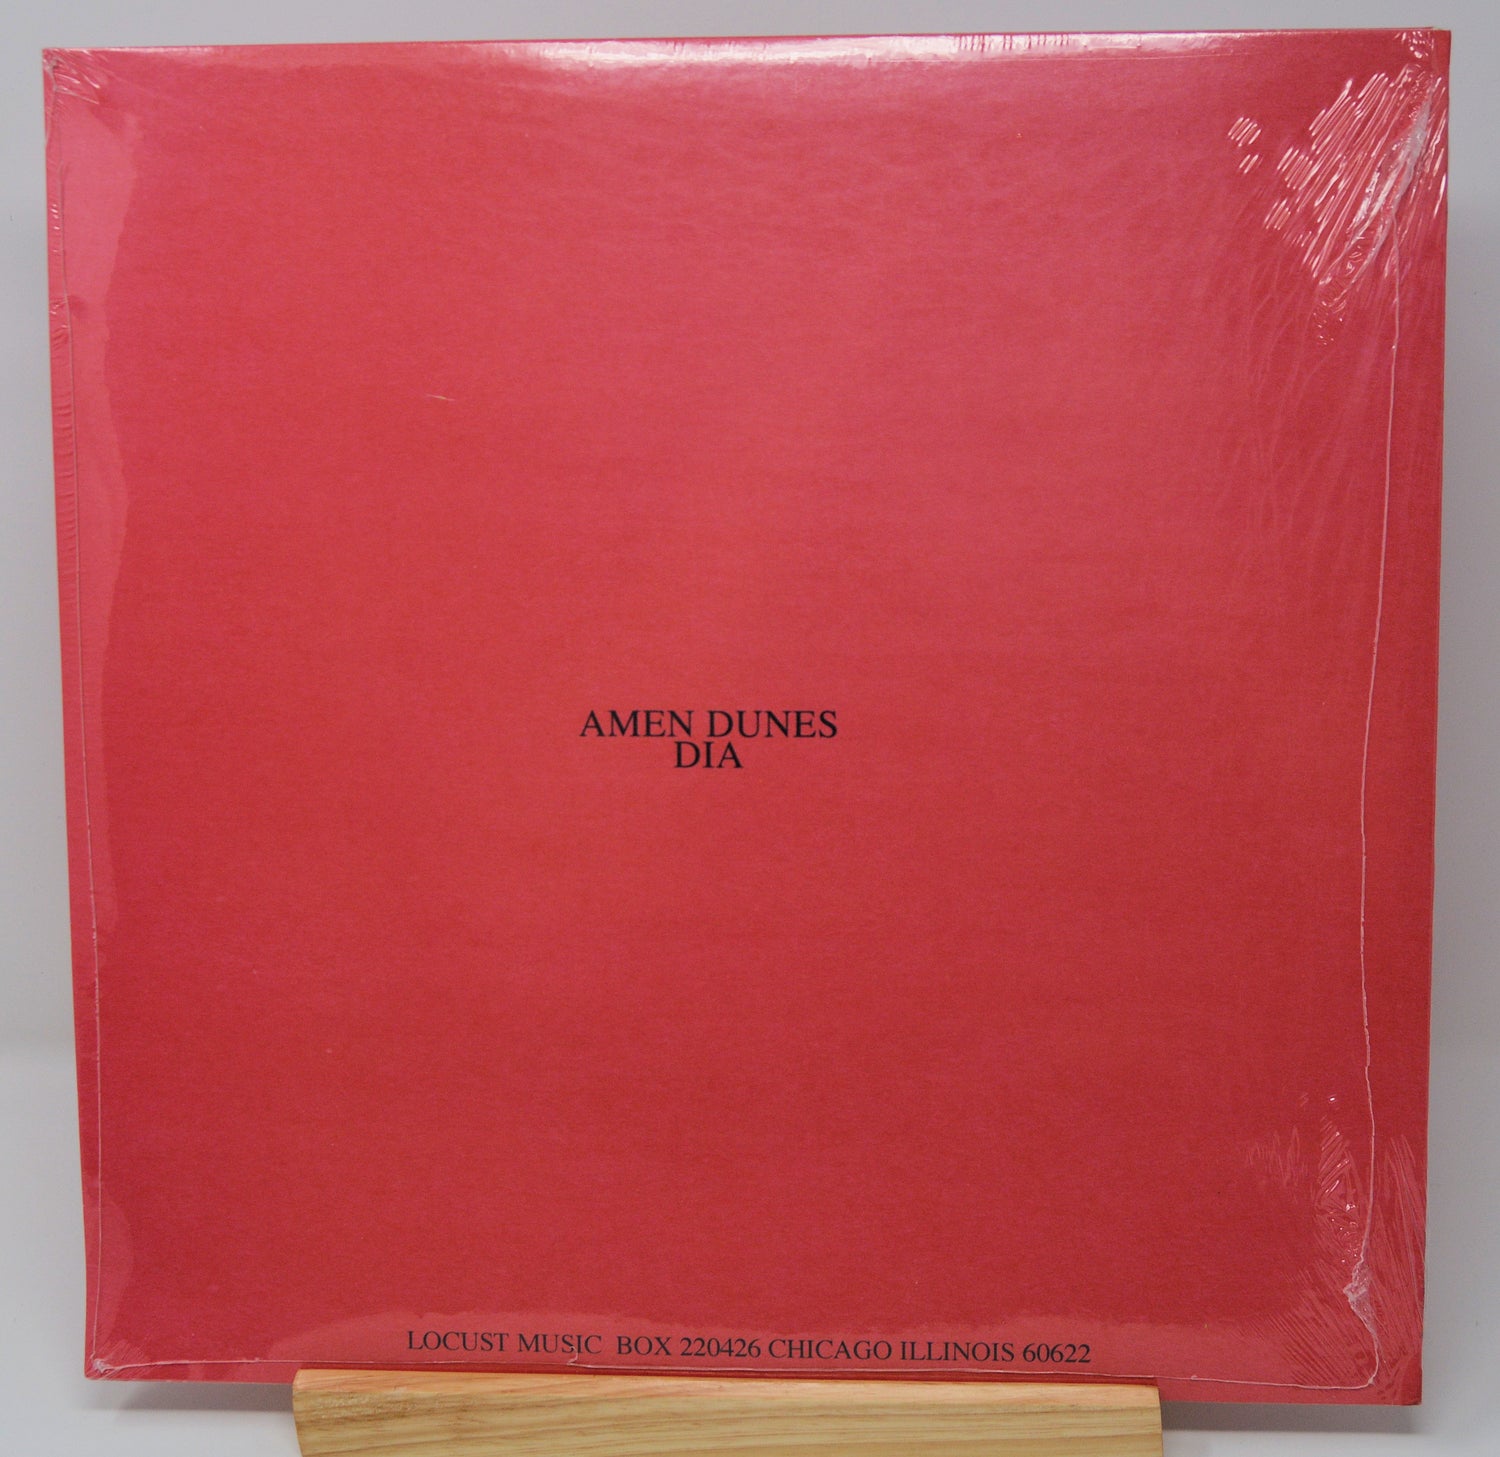 AMEN DUNES
DIA
LOCUST MUSIC BOX 220426 CHICAGO ILLINOIS 60622